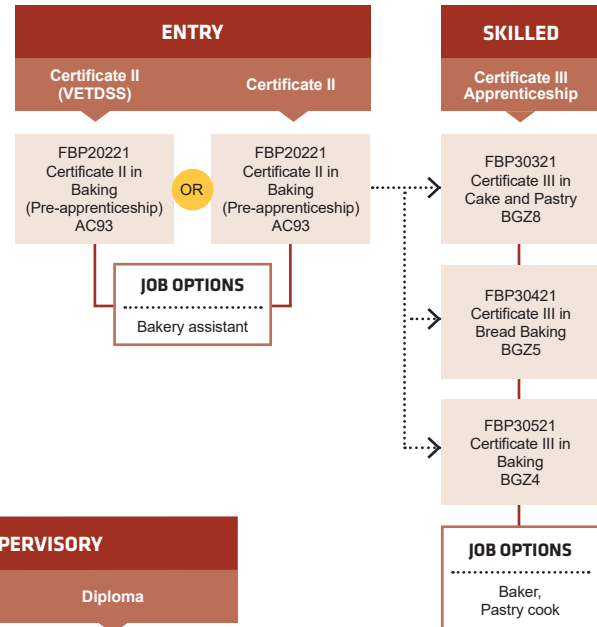 ENTRY
Certificate II
(VETDSS)
Certificate II
FBP20221
Certificate II in
Baking
(Pre-apprenticeship)
AC93
OR
FBP20221
Certificate II in
Baking
(Pre-apprenticeship)
AC93
JOB OPTIONS
Bakery assistant
SKILLED
Certificate III
Apprenticeship
FBP30321
Certificate III in
Cake and Pastry
BGZ8
FBP30421
Certificate III in
Bread Baking
BGZ5
FBP30521
Certificate III in
Baking
BGZ4
JOB OPTIONS
Baker,
Pastry cook
PERVISORY
Diploma